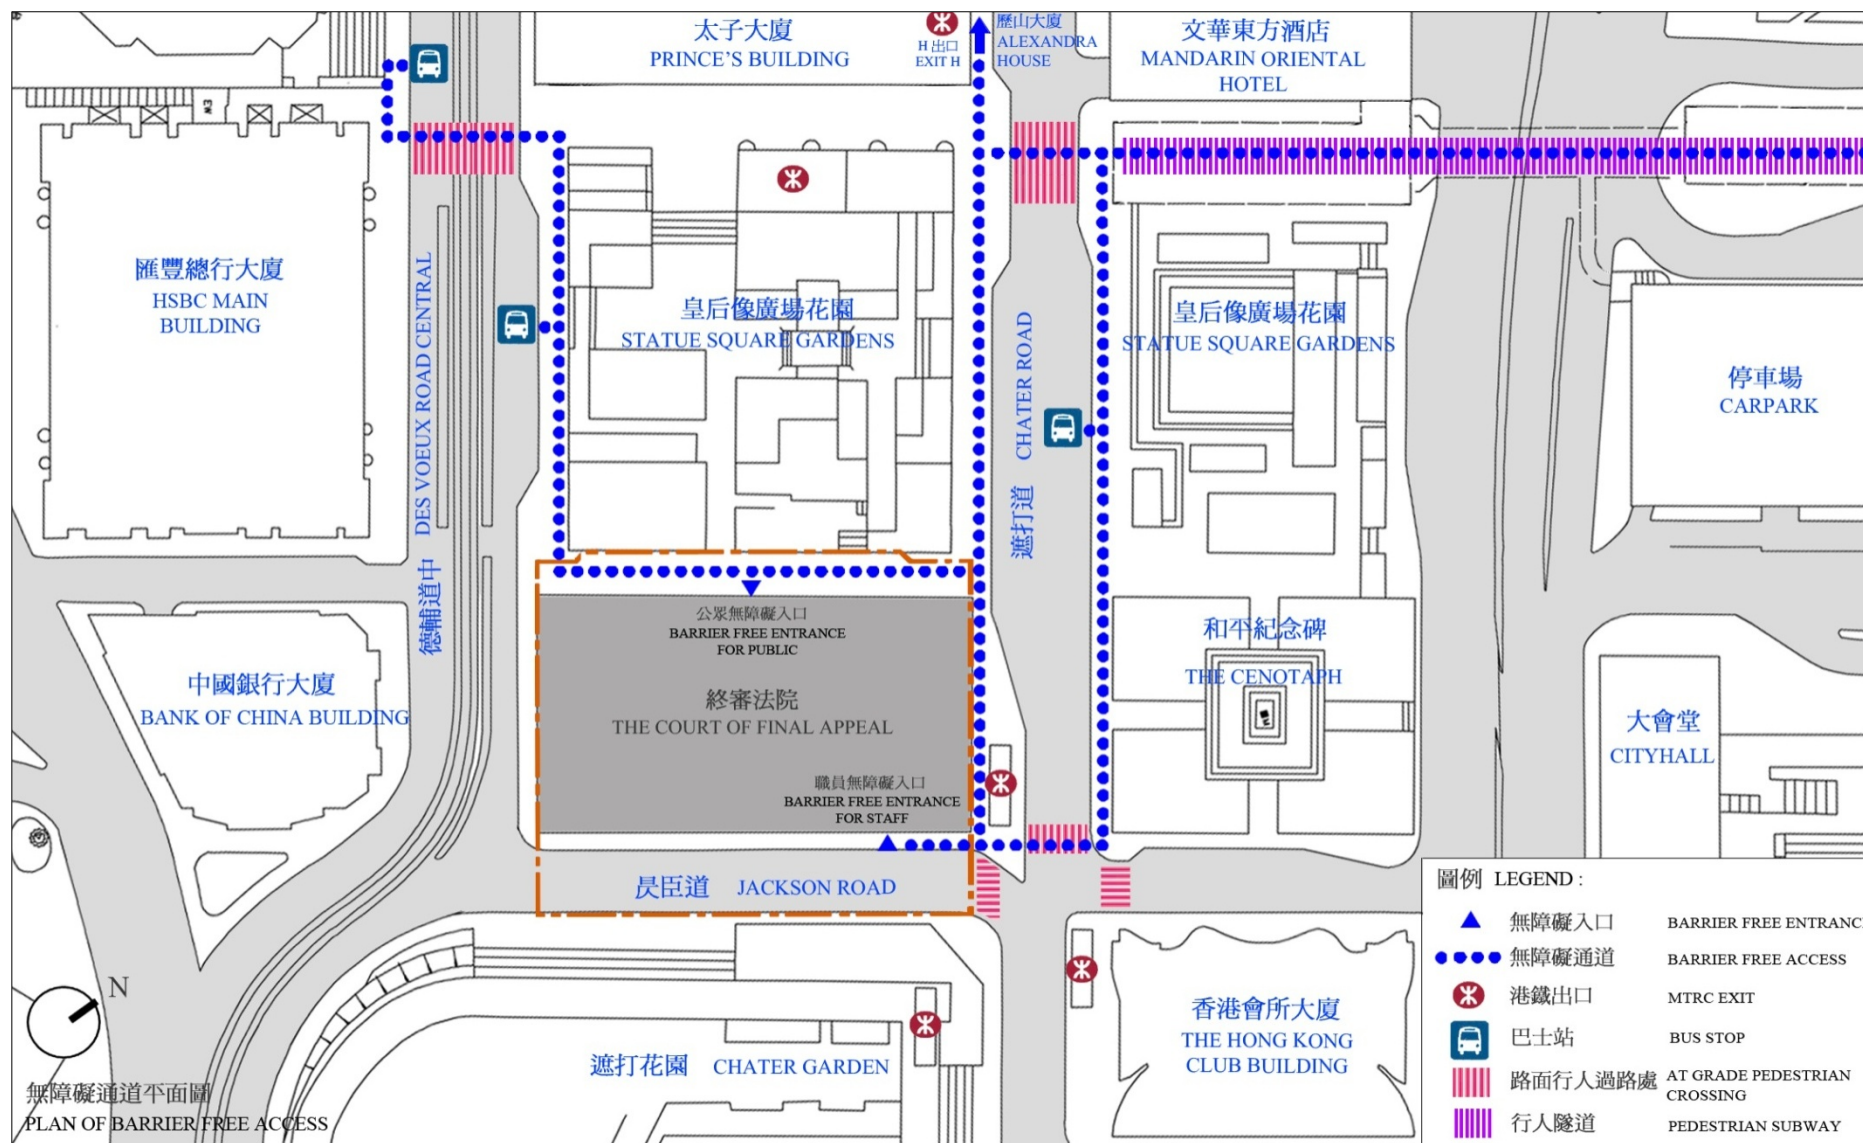 太子大廈
PRINCE'S BUILDING
H 出口
EXIT H
歷山大廈
ALEXANDRA
HOUSE
文華東方酒店
MANDARIN ORIENTAL
HOTEL
匯豐總行大廈
HSBC MAIN
BUILDING
德輔道中 DES VOEUX ROAD CENTRAL
皇后像廣場花園
STATUE SQUARE GARDENS
遮打道 CHATER ROAD
皇后像廣場花園
STATUE SQUARE GARDENS
停車場
CARPARK
中國銀行大廈
BANK OF CHINA BUILDING
公眾無障礙入口
BARRIER FREE ENTRANCE
FOR PUBLIC
終審法院
THE COURT OF FINAL APPEAL
職員無障礙入口
BARRIER FREE ENTRANCE
FOR STAFF
和平紀念碑
THE CENOTAPH
大會堂
CITYHALL
昃臣道 JACKSON ROAD
遮打花園 CHATER GARDEN
香港會所大廈
THE HONG KONG
CLUB BUILDING
N
無障礙通道平面圖
PLAN OF BARRIER FREE ACCESS
圖例 LEGEND :
無障礙入口 BARRIER FREE ENTRANC
無障礙通道 BARRIER FREE ACCESS
港鐵出口 MTRC EXIT
巴士站 BUS STOP
路面行人過路處 AT GRADE PEDESTRIAN
CROSSING
行人隧道 PEDESTRIAN SUBWAY